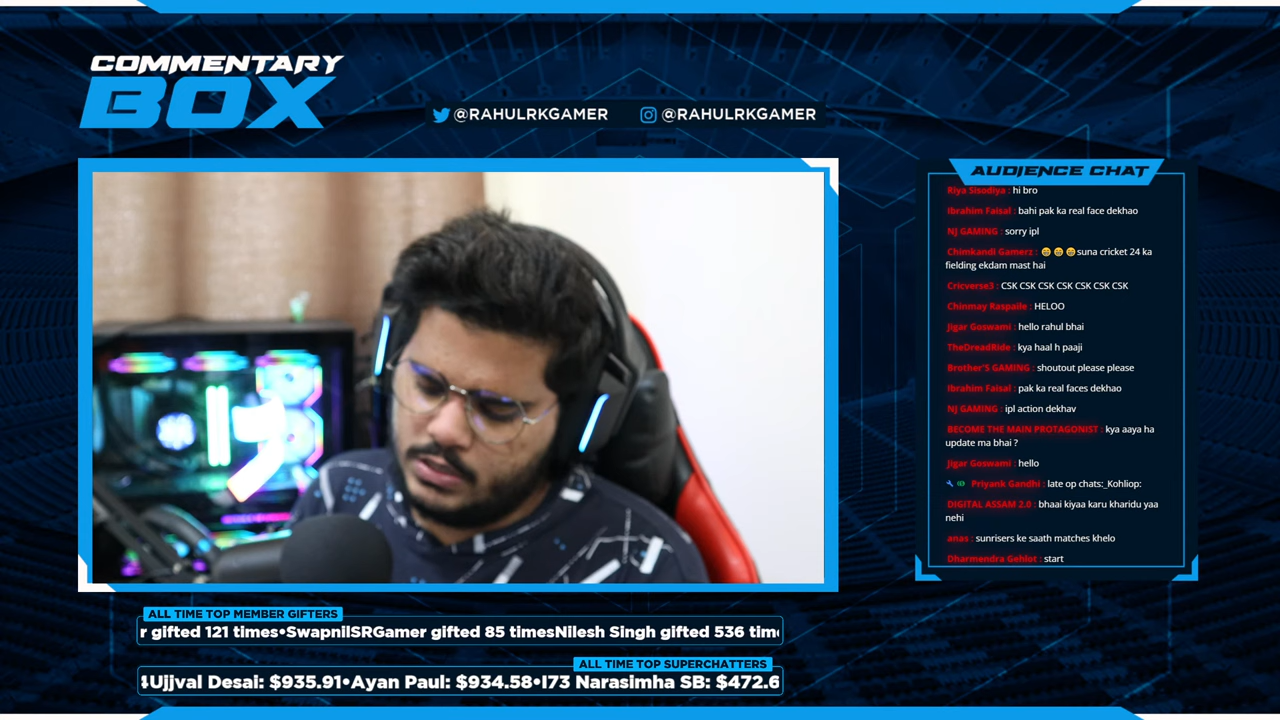 COMMENTARY
BOX
@RAHULRKGAMER @RAHULRKGAMER
AUDIENCE CHAT
Riya Sisodiya : hi bro
Ibrahim Faisal : bahi pak ka real face dekhao
NJ GAMING : sorry ipl
Chimkandi Gamerz : 😁😁😁suna cricket 24 ka
fielding ekdam mast hai
Cricverse3 : CSK CSK CSK CSK CSK CSK CSK
Chinmay Raspaile : HELOO
Jigar Goswami : hello rahul bhai
TheDreadRide : kya haal h paaji
Brother'S GAMING : shoutout please please
Ibrahim Faisal : pak ka real faces dekhao
NJ GAMING : ipl action dekhav
BECOME THE MAIN PROTAGONIST : kya aaya ha
update ma bhai ?
Jigar Goswami : hello
Priyank Gandhi : late op chats:_Kohliop:
DIGITAL ASSAM 2.0 : bhaai kiyaa karu kharidu yaa
nehi
anas : sunrisers ke saath matches khelo
Dharmendra Gehlot : start
ALL TIME TOP MEMBER GIFTERS
r gifted 121 times•SwapnilSRGamer gifted 85 timesNilesh Singh gifted 536 tim
ALL TIME TOP SUPERCHATTERS
Ujjval Desai: $935.91•Ayan Paul: $934.58•I73 Narasimha SB: $472.6